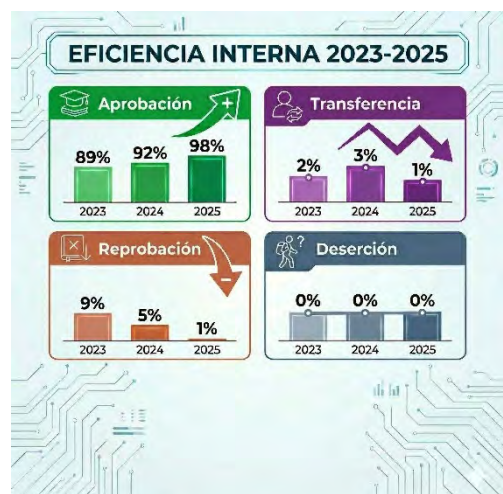 EFICIENCIA INTERNA 2023-2025
Aprobación +
89% 92% 98%
2023 2024 2025
Transferencia
2% 3% 1%
2023 2024 2025
Reprobación -
9% 5% 1%
2023 2024 2025
? Deserción
0% 0% 0%
2023 2024 2025